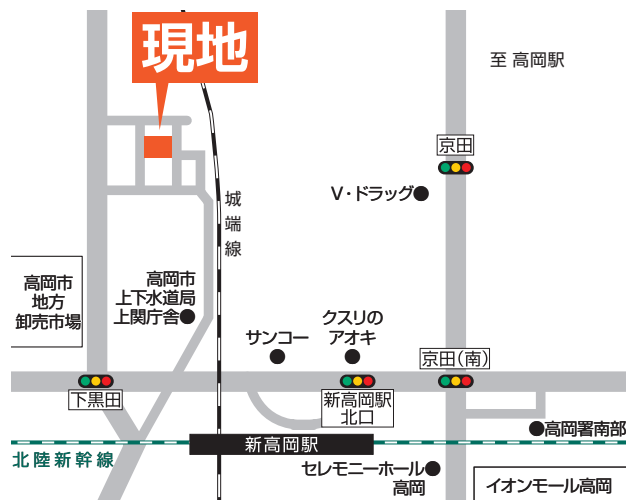 現地
至 高岡駅
京田
V・ドラッグ
城端線
高岡市
地方
卸売市場
高岡市
上下水道局
上関庁舎
サンコー
クスリの
アオキ
京田(南)
下黒田
新高岡駅
北口
新高岡駅
高岡署南部
北陸新幹線
セレモニーホール
高岡
イオンモール高岡